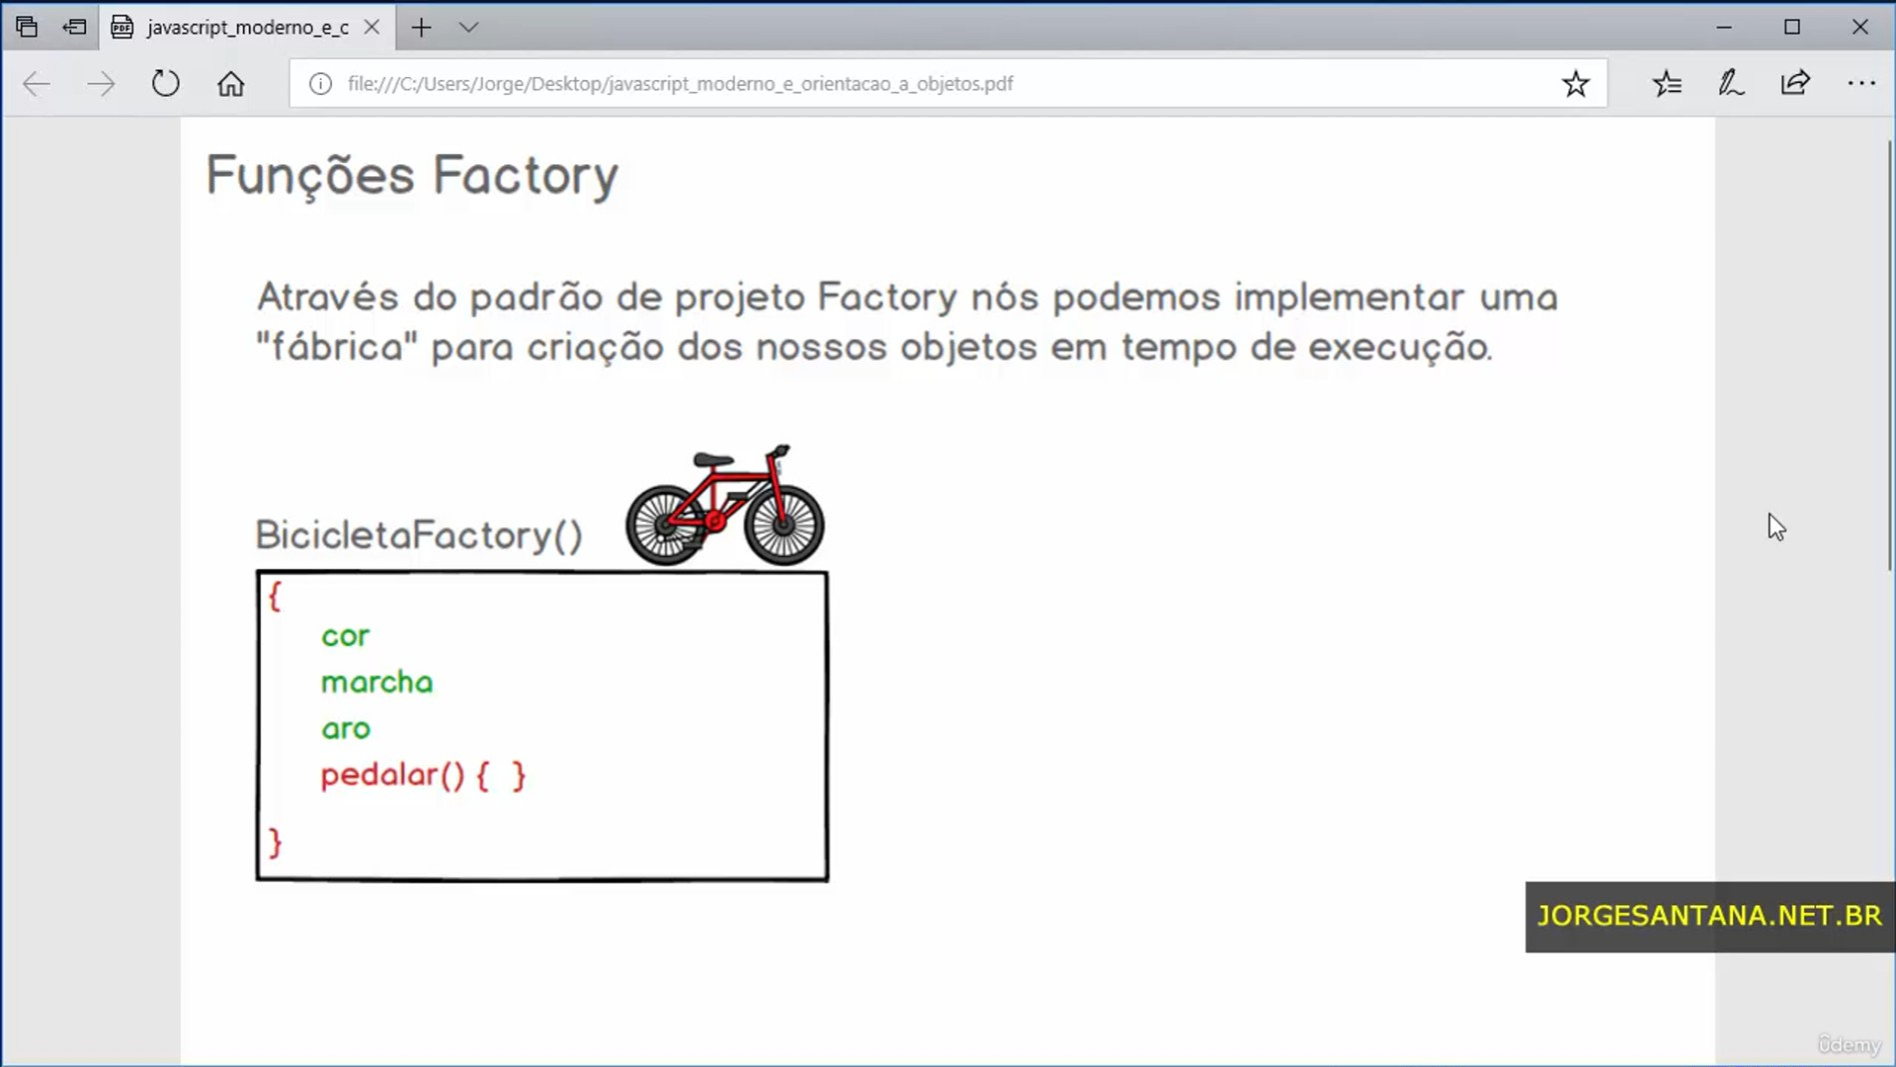 javascript_moderno_e_c
file:///C:/Users/Jorge/Desktop/javascript_moderno_e_orientacao_a_objetos.pdf
Funções Factory
Através do padrão de projeto Factory nós podemos implementar uma
"fábrica" para criação dos nossos objetos em tempo de execução.
BicicletaFactory()
{
cor
marcha
aro
pedalar() { }
}
JORGESANTANA.NET.BR
ûdemy